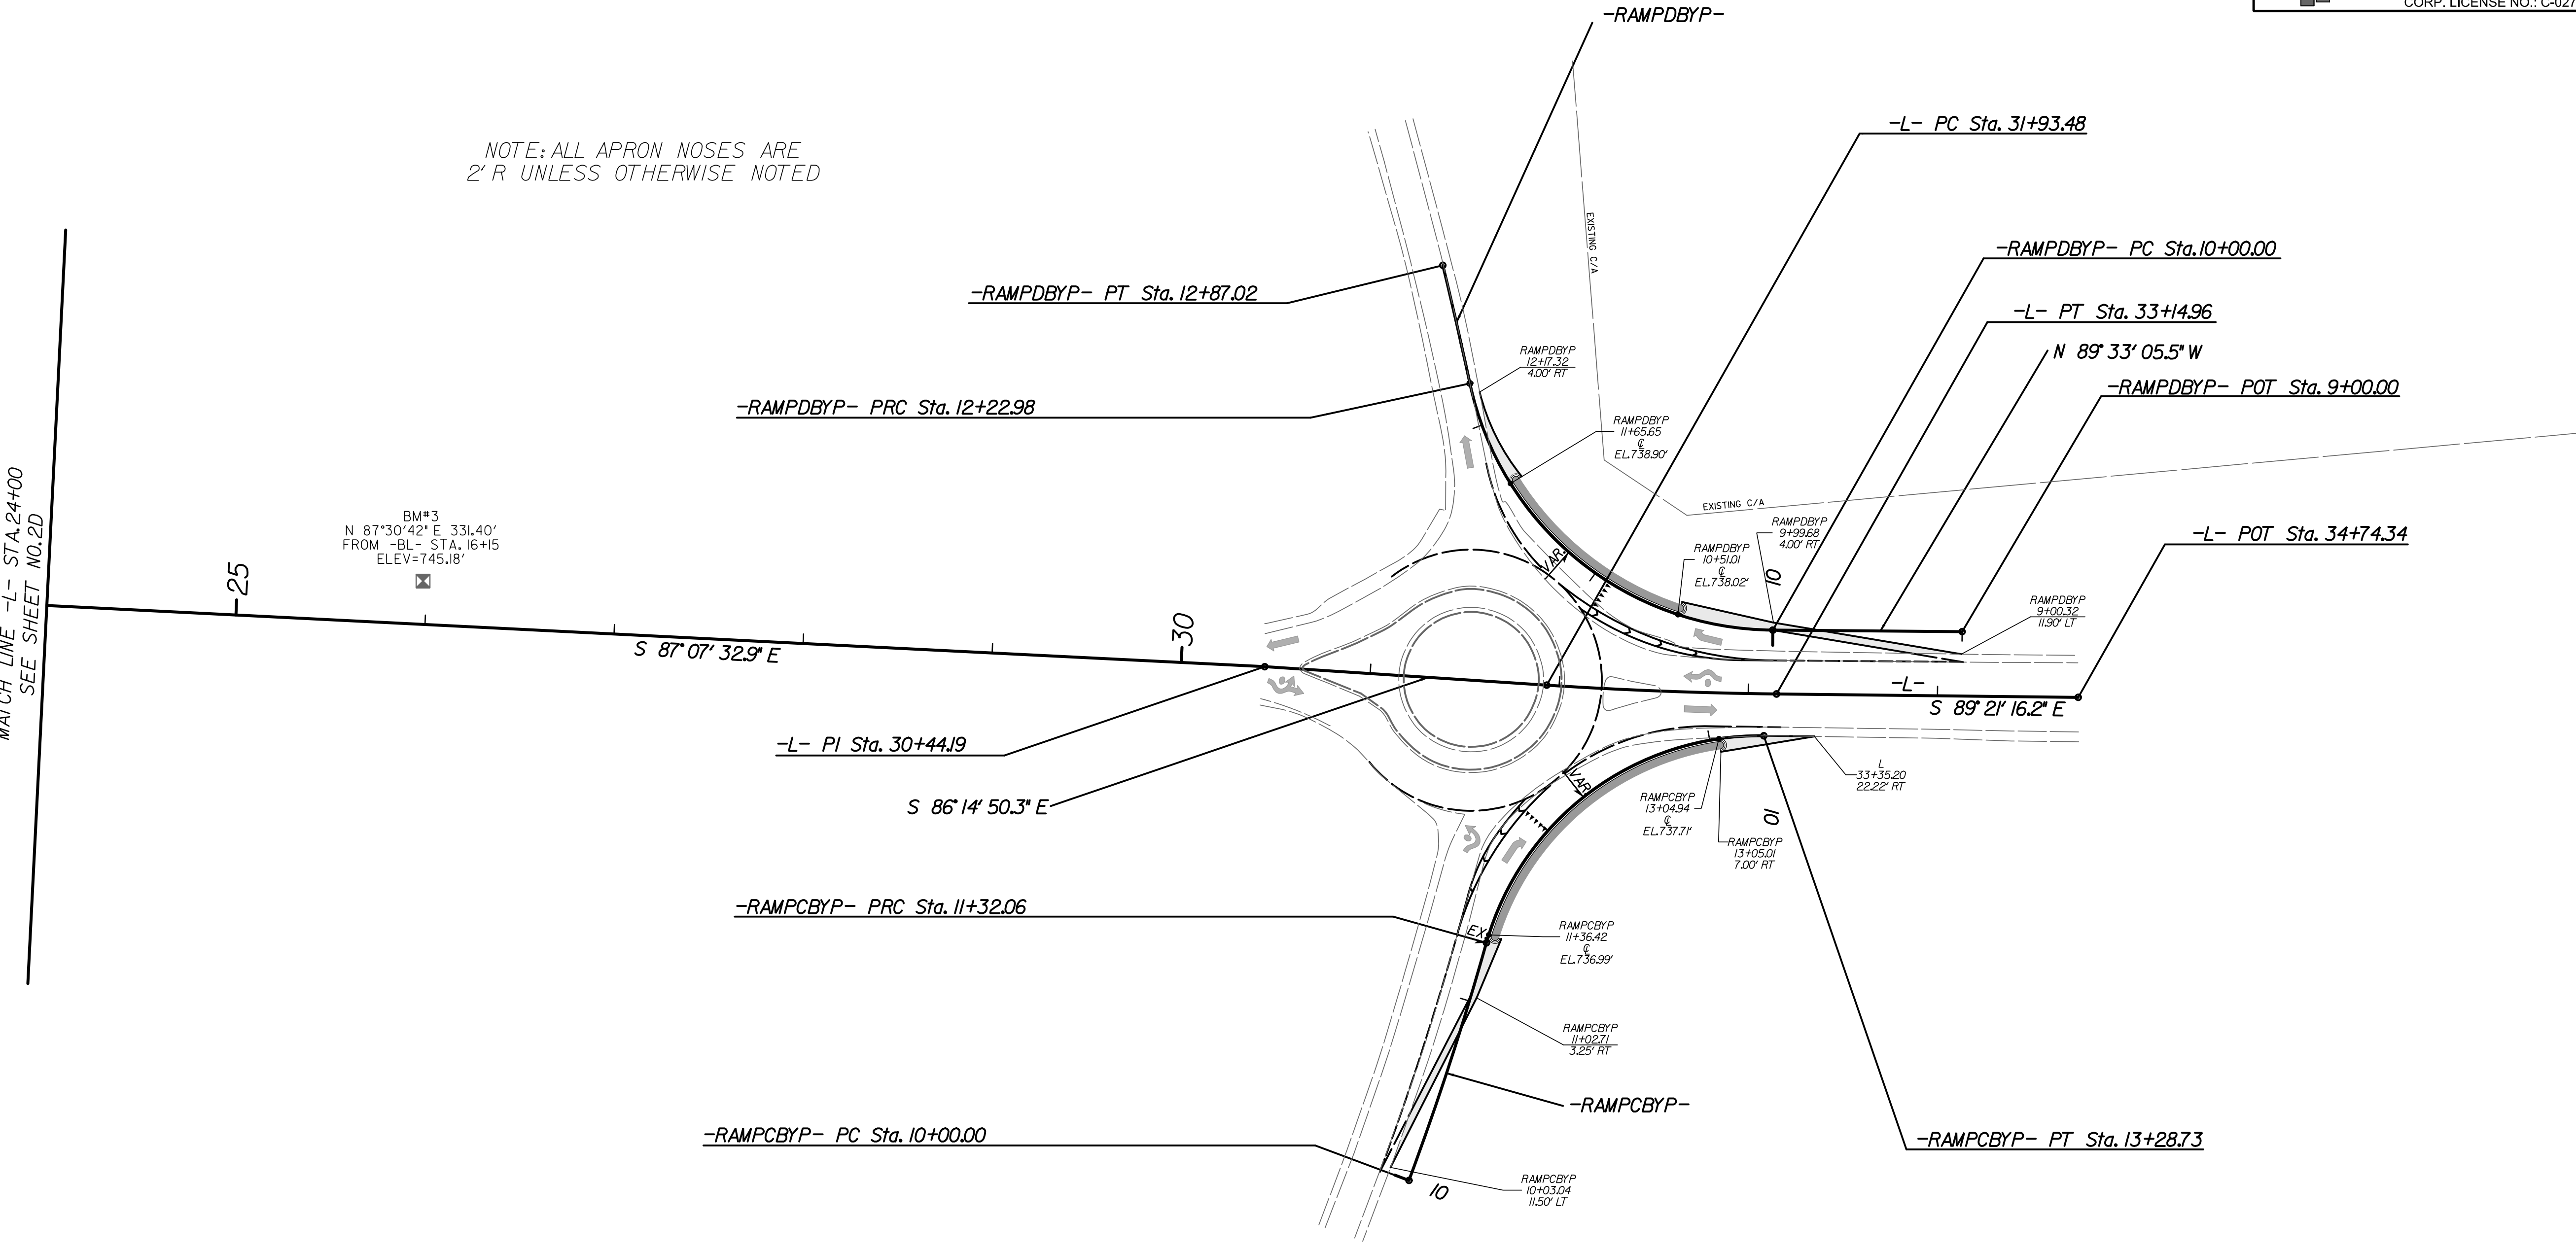 CORP. LICENSE NO.: C-027
-RAMPDBYP-
-L- PC Sta. 31+93.48
NOTE: ALL APRON NOSES ARE
2' R UNLESS OTHERWISE NOTED
EXISTING C/A
-RAMPDBYP- PC Sta. 10+00.00
-RAMPDBYP- PT Sta. 12+87.02
-L- PT Sta. 33+14.96
RAMPDBYP
12+17.32
4.00' RT
N 89° 33' 05.5" W
-RAMPDBYP- POT Sta. 9+00.00
-RAMPDBYP- PRC Sta. 12+22.98
RAMPDBYP
11+65.65
℄
EL.738.90'
EXISTING C/A
MATCH LINE -L- STA.24+00
SEE SHEET NO.2D
BM#3
N 87°30'42" E 331.40'
FROM -BL- STA. 16+15
ELEV=745.18'
RAMPDBYP
9+99.68
4.00' RT
-L- POT Sta. 34+74.34
RAMPDBYP
10+51.01
℄
EL.738.02'
VAR.
10
25
RAMPDBYP
9+00.32
11.90' LT
30
S 87° 07' 32.9" E
-L-
S 89° 21' 16.2" E
-L- PI Sta. 30+44.19
L
33+35.20
22.22' RT
VAR.
S 86° 14' 50.3" E
RAMPCBYP
13+04.94
℄
EL.737.71'
10
RAMPCBYP
13+05.01
7.00' RT
-RAMPCBYP- PRC Sta. 11+32.06
EX.
RAMPCBYP
11+36.42
℄
EL.736.99'
RAMPCBYP
11+02.71
3.25' RT
-RAMPCBYP-
-RAMPCBYP- PC Sta. 10+00.00
-RAMPCBYP- PT Sta. 13+28.73
RAMPCBYP
10+03.04
11.50' LT
10